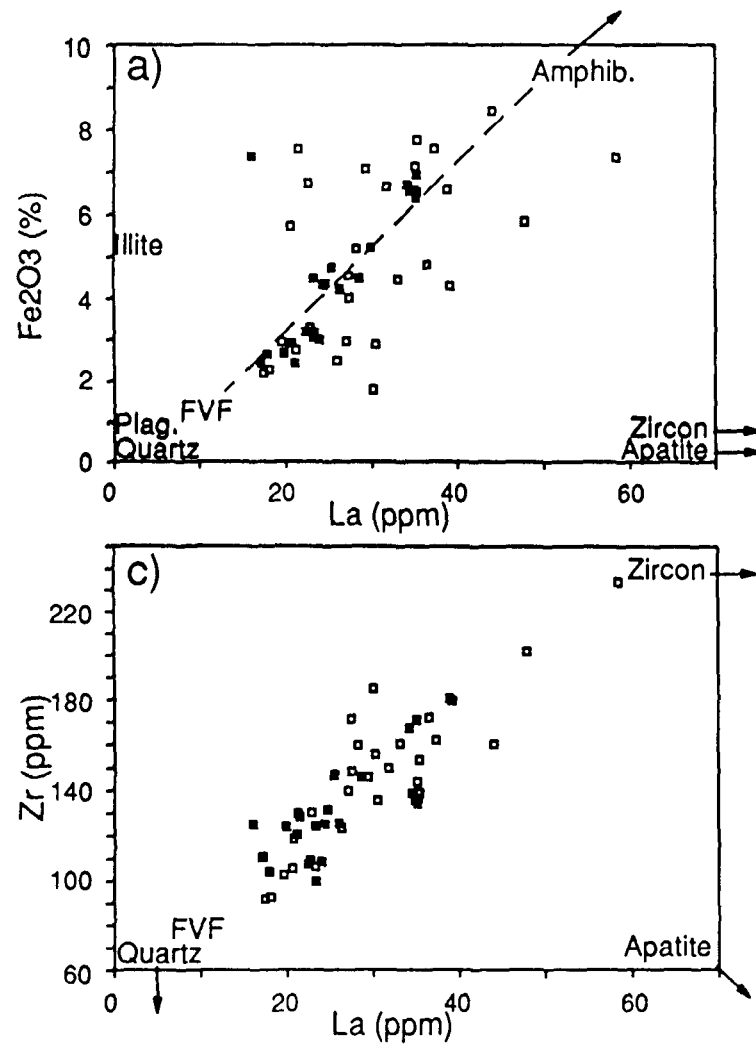 a)
Amphib.
10
8
6
4
2
0
Fe2O3 (%)
Illite
FVF
Plag.
Quartz
Zircon
Apatite
0 20 40 60
La (ppm)
c)
Zircon
220
180
140
100
60
Zr (ppm)
FVF
Quartz
Apatite
0 20 40 60
La (ppm)